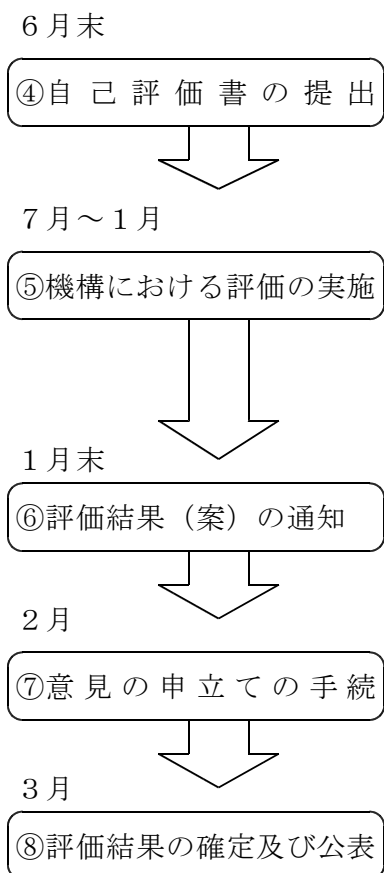 ６月末
④自己評価書の提出
７月～１月
⑤機構における評価の実施
１月末
⑥評価結果（案）の通知
２月
⑦意見の申立ての手続
３月
⑧評価結果の確定及び公表